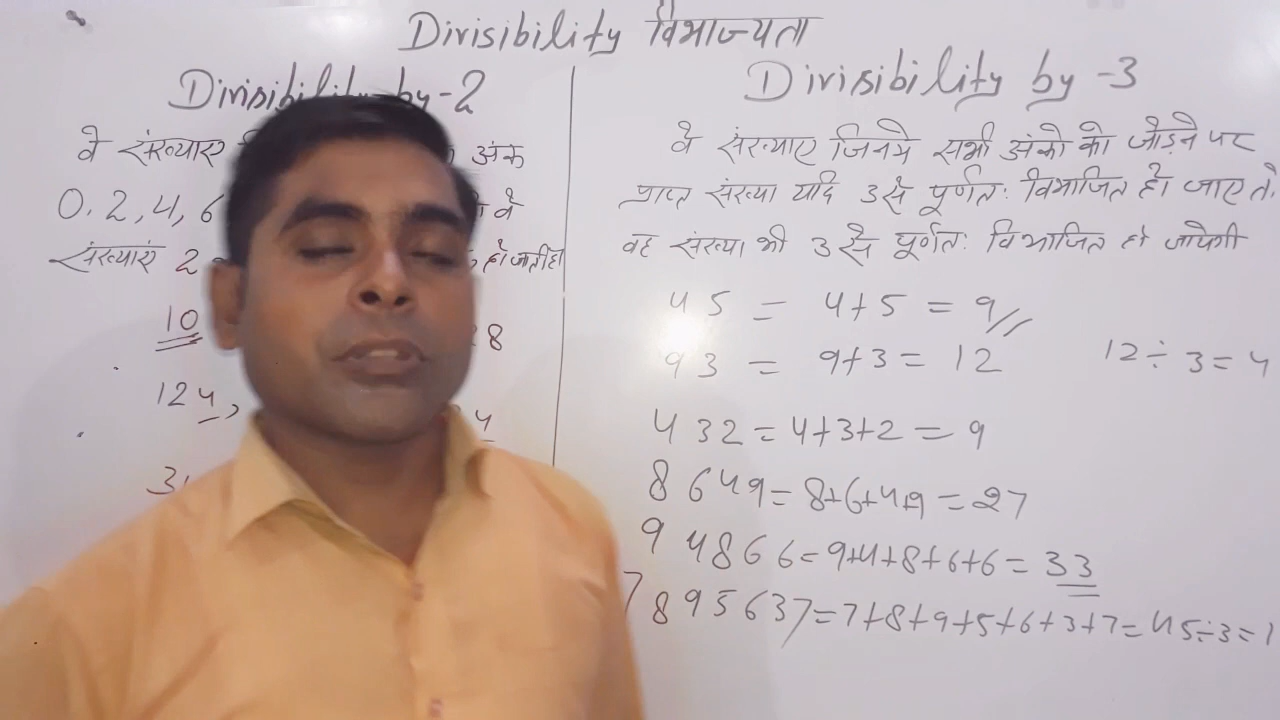 Divisibility विभाज्यता
Divisibility by-2
वे संख्याए अंक
0, 2, 4, 6 वे
संख्याएं 2 हो जाती है
10 8
124, 4
3
Divisibility by -3
वे संख्याए जिनमे सभी अंको को जोड़ने पर
प्राप्त संख्या यदि 3 से पूर्णतः विभाजित हो जाए तो
वह संख्या भी 3 से पूर्णतः विभाजित हो जायेगी
45 = 4+5 = 9//
93 = 9+3 = 12 12 ÷ 3 = 4
432 = 4+3+2 = 9
8649 = 8+6+4+9 = 27
94866 = 9+4+8+6+6 = 33
7895637 = 7+8+9+5+6+3+7 = 45÷3=1